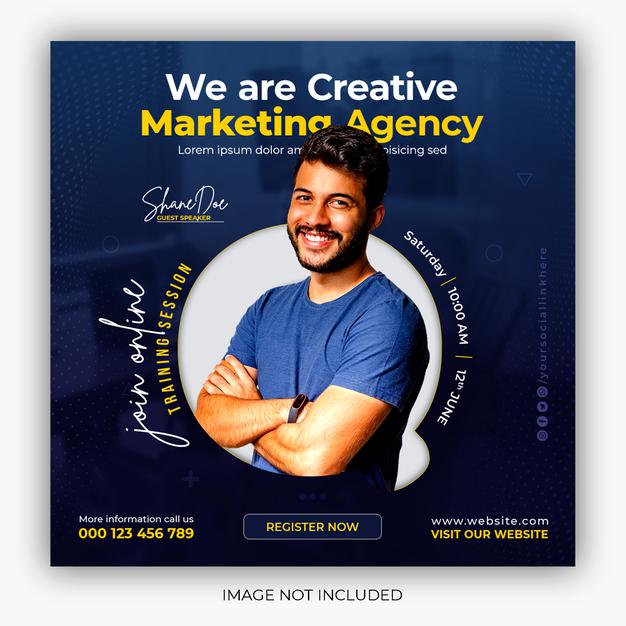 We are Creative
Marketing Agency
Lorem ipsum dolor am pisicing sed
ShaneDoe
GUEST SPEAKER
join online
TRAINING SESSION
Saturday | 10:00 AM | 12th JUNE
/yoursociallinkhere
More information call us
000 123 456 789
REGISTER NOW
www.website.com
VISIT OUR WEBSITE
IMAGE NOT INCLUDED